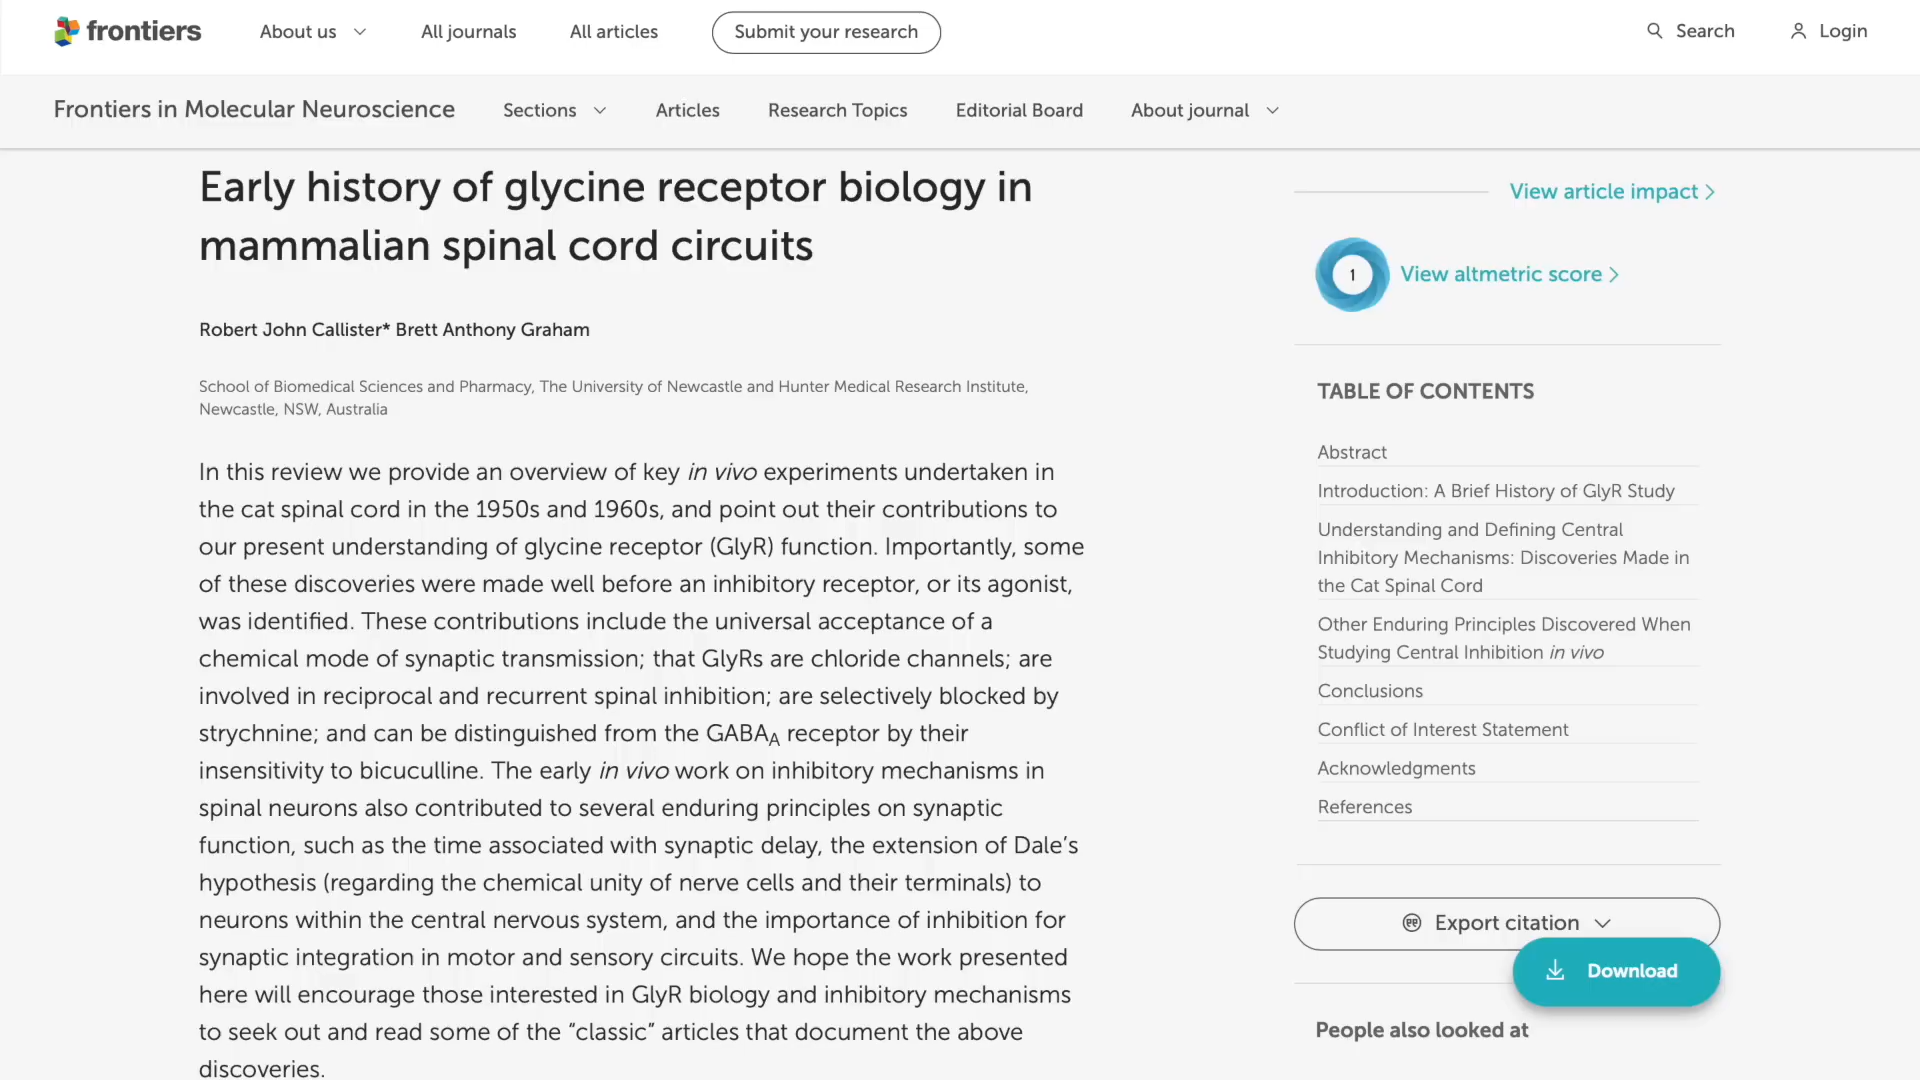 frontiers
About us
All journals
All articles
Submit your research
Search
Login
Frontiers in Molecular Neuroscience
Sections
Articles
Research Topics
Editorial Board
About journal
Early history of glycine receptor biology in
mammalian spinal cord circuits
Robert John Callister* Brett Anthony Graham
School of Biomedical Sciences and Pharmacy, The University of Newcastle and Hunter Medical Research Institute,
Newcastle, NSW, Australia
In this review we provide an overview of key in vivo experiments undertaken in
the cat spinal cord in the 1950s and 1960s, and point out their contributions to
our present understanding of glycine receptor (GlyR) function. Importantly, some
of these discoveries were made well before an inhibitory receptor, or its agonist,
was identified. These contributions include the universal acceptance of a
chemical mode of synaptic transmission; that GlyRs are chloride channels; are
involved in reciprocal and recurrent spinal inhibition; are selectively blocked by
strychnine; and can be distinguished from the GABAA receptor by their
insensitivity to bicuculline. The early in vivo work on inhibitory mechanisms in
spinal neurons also contributed to several enduring principles on synaptic
function, such as the time associated with synaptic delay, the extension of Dale’s
hypothesis (regarding the chemical unity of nerve cells and their terminals) to
neurons within the central nervous system, and the importance of inhibition for
synaptic integration in motor and sensory circuits. We hope the work presented
here will encourage those interested in GlyR biology and inhibitory mechanisms
to seek out and read some of the “classic” articles that document the above
discoveries.
View article impact
1
View altmetric score
TABLE OF CONTENTS
Abstract
Introduction: A Brief History of GlyR Study
Understanding and Defining Central
Inhibitory Mechanisms: Discoveries Made in
the Cat Spinal Cord
Other Enduring Principles Discovered When
Studying Central Inhibition in vivo
Conclusions
Conflict of Interest Statement
Acknowledgments
References
Export citation
Download
People also looked at